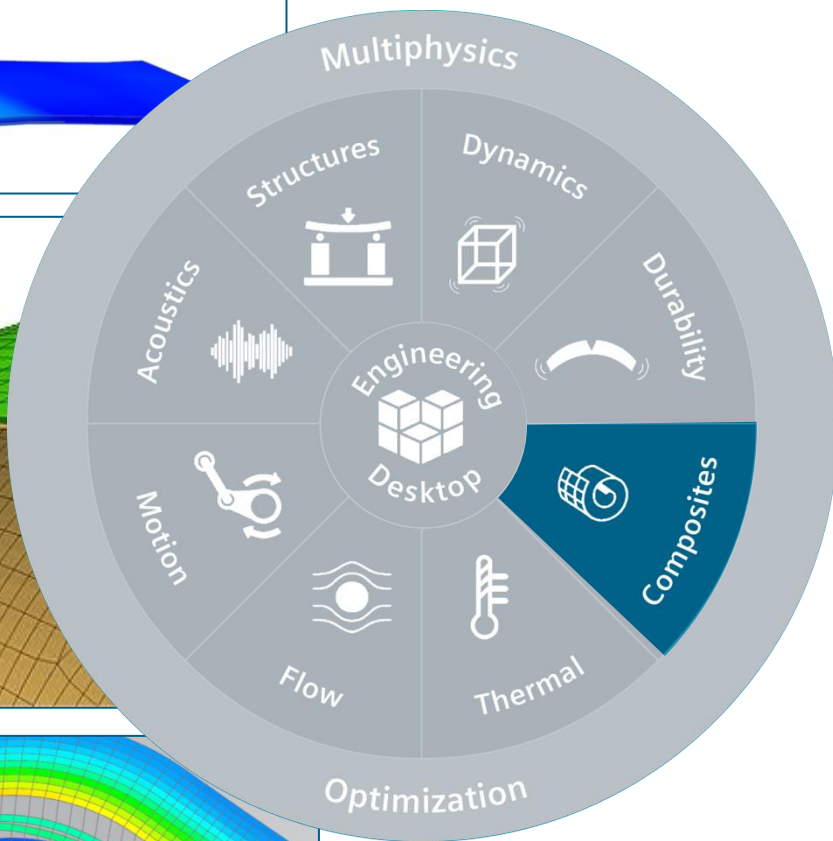 Multiphysics
Structures
Dynamics
Acoustics
Durability
Engineering
Desktop
Motion
Composites
Flow
Thermal
Optimization